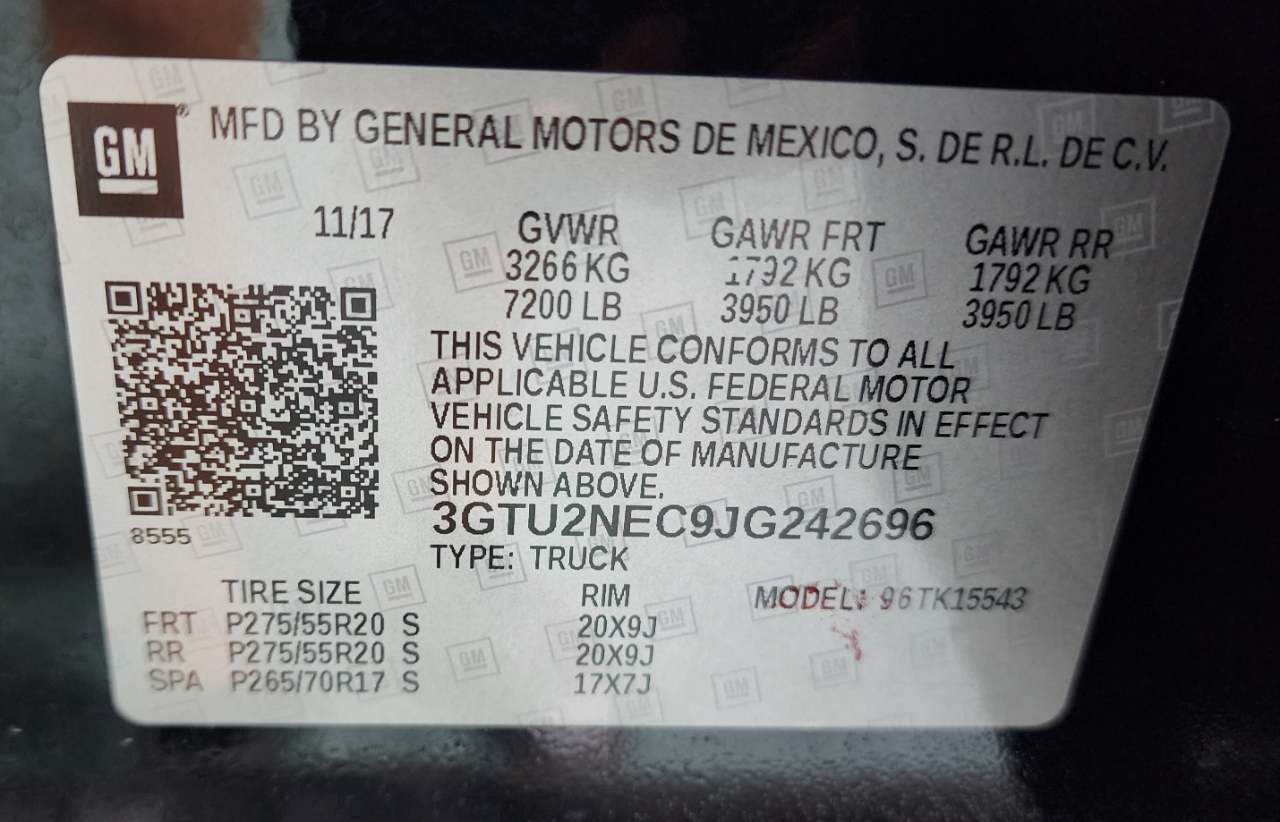 GM® MFD BY GENERAL MOTORS DE MEXICO, S. DE R.L. DE C.V.
11/17 GVWR GAWR FRT GAWR RR
3266 KG 1792 KG 1792 KG
7200 LB 3950 LB 3950 LB
THIS VEHICLE CONFORMS TO ALL
APPLICABLE U.S. FEDERAL MOTOR
VEHICLE SAFETY STANDARDS IN EFFECT
ON THE DATE OF MANUFACTURE
SHOWN ABOVE.
3GTU2NEC9JG242696
8555
TYPE: TRUCK
TIRE SIZE RIM MODEL: 96TK15543
FRT P275/55R20 S 20X9J
RR P275/55R20 S 20X9J
SPA P265/70R17 S 17X7J